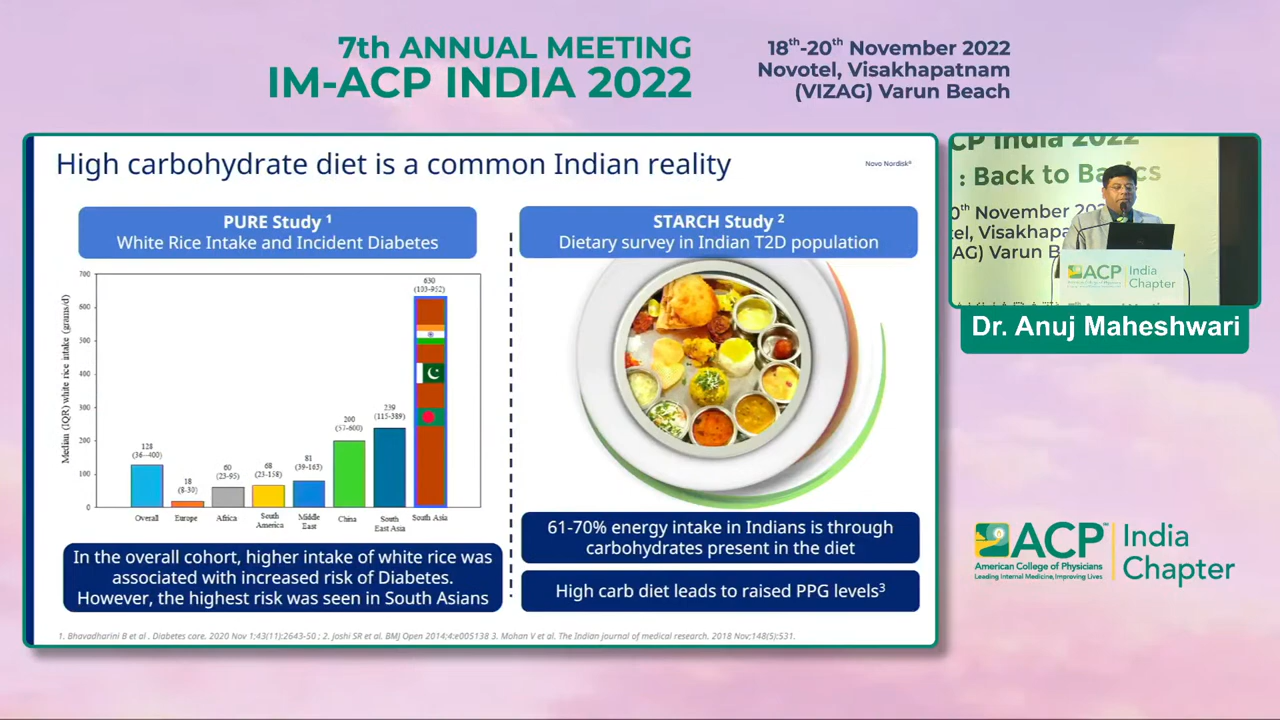 7th ANNUAL MEETING
IM-ACP INDIA 2022
18th-20th November 2022
Novotel, Visakhapatnam
(VIZAG) Varun Beach
High carbohydrate diet is a common Indian reality
Novo Nordisk®
PURE Study 1
White Rice Intake and Incident Diabetes
Median (IQR) white rice intake (grams/d)
700
600
500
400
300
200
100
0
128
(36-400)
18
(8-30)
60
(23-95)
68
(23-158)
81
(39-163)
200
(57-600)
239
(115-389)
630
(103-952)
Overall
Europe
Africa
South
America
Middle
East
China
South
East Asia
South Asia
In the overall cohort, higher intake of white rice was
associated with increased risk of Diabetes.
However, the highest risk was seen in South Asians
STARCH Study 2
Dietary survey in Indian T2D population
61-70% energy intake in Indians is through
carbohydrates present in the diet
High carb diet leads to raised PPG levels3
1. Bhavadharini B et al . Diabetes care. 2020 Nov 1;43(11):2643-50 ; 2. Joshi SR et al. BMJ Open 2014;4:e005138 3. Mohan V et al. The Indian journal of medical research. 2018 Nov;148(5):531.
CP India 2022
: Back to Basics
0th November 202
tel, Visakhapa
AG) Varun B
ACP India
Chapter
Dr. Anuj Maheshwari
ACP™ India
Chapter
American College of Physicians
Leading Internal Medicine, Improving Lives